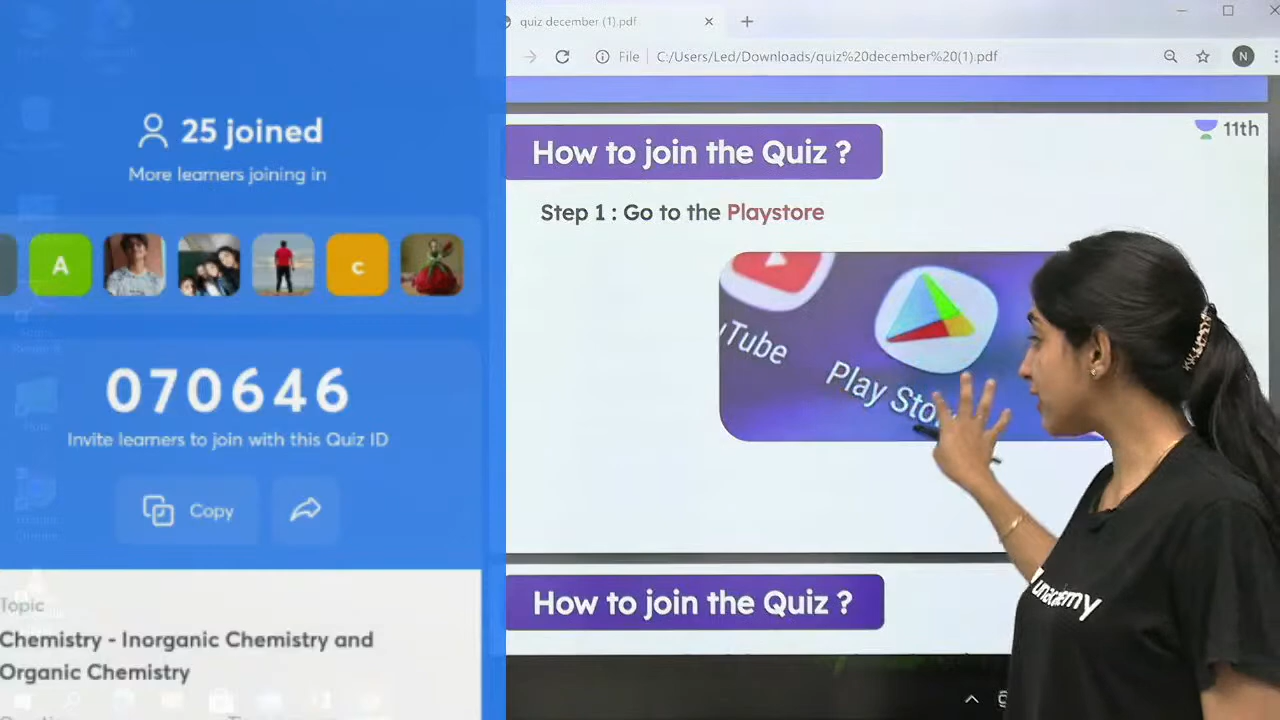 25 joined
More learners joining in
A
c
070646
Invite learners to join with this Quiz ID
Copy
Topic
Chemistry - Inorganic Chemistry and
Organic Chemistry
quiz december (1).pdf
File
C:/Users/Led/Downloads/quiz%20december%20(1).pdf
N
11th
How to join the Quiz ?
Step 1 : Go to the Playstore
uTube
Play Sto
How to join the Quiz ?
unacademy